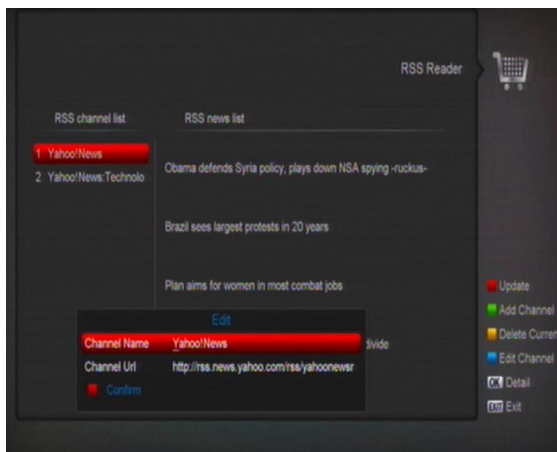 RSS Reader
RSS channel list
RSS news list
1 Yahoo!News
2 Yahoo!News:Technolo
Obama defends Syria policy, plays down NSA spying -ruckus-
Brazil sees largest protests in 20 years
Plan aims for women in most combat jobs
divide
Edit
Channel Name Yahoo!News
Channel Url http://rss.news.yahoo.com/rss/yahoonewsr
Confirm
Update
Add Channel
Delete Curren
Edit Channel
OK Detail
EXIT Exit